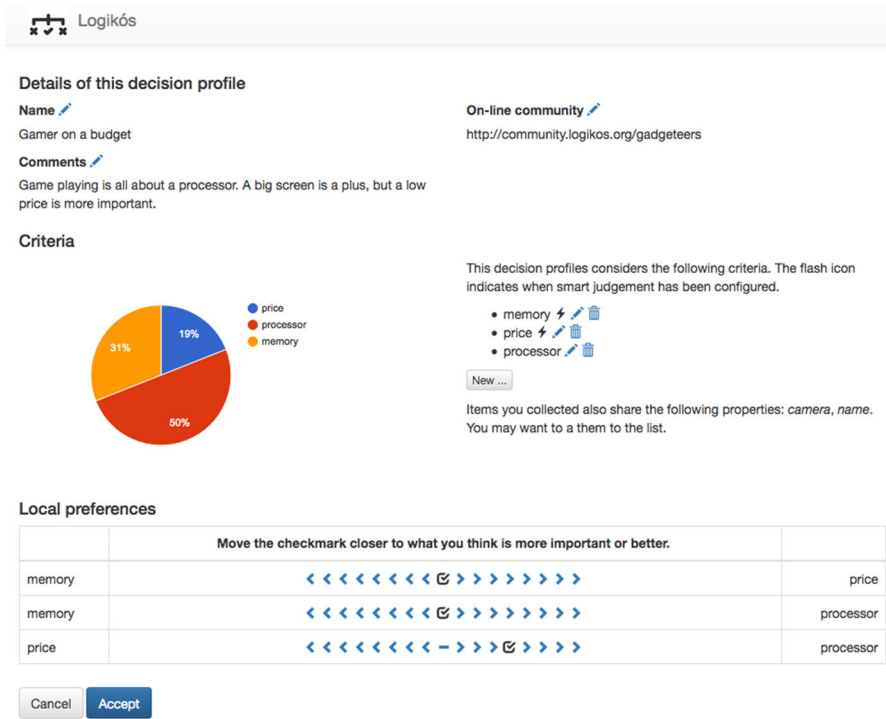 Logikós
Details of this decision profile
Name
Gamer on a budget
On-line community
http://community.logikos.org/gadgeteers
Comments
Game playing is all about a processor. A big screen is a plus, but a low
price is more important.
Criteria
19%
31%
50%
price
processor
memory
This decision profiles considers the following criteria. The flash icon
indicates when smart judgement has been configured.
• memory
• price
• processor
New ...
Items you collected also share the following properties: camera, name.
You may want to a them to the list.
Local preferences
Move the checkmark closer to what you think is more important or better.
memory price
memory processor
price processor
Cancel Accept